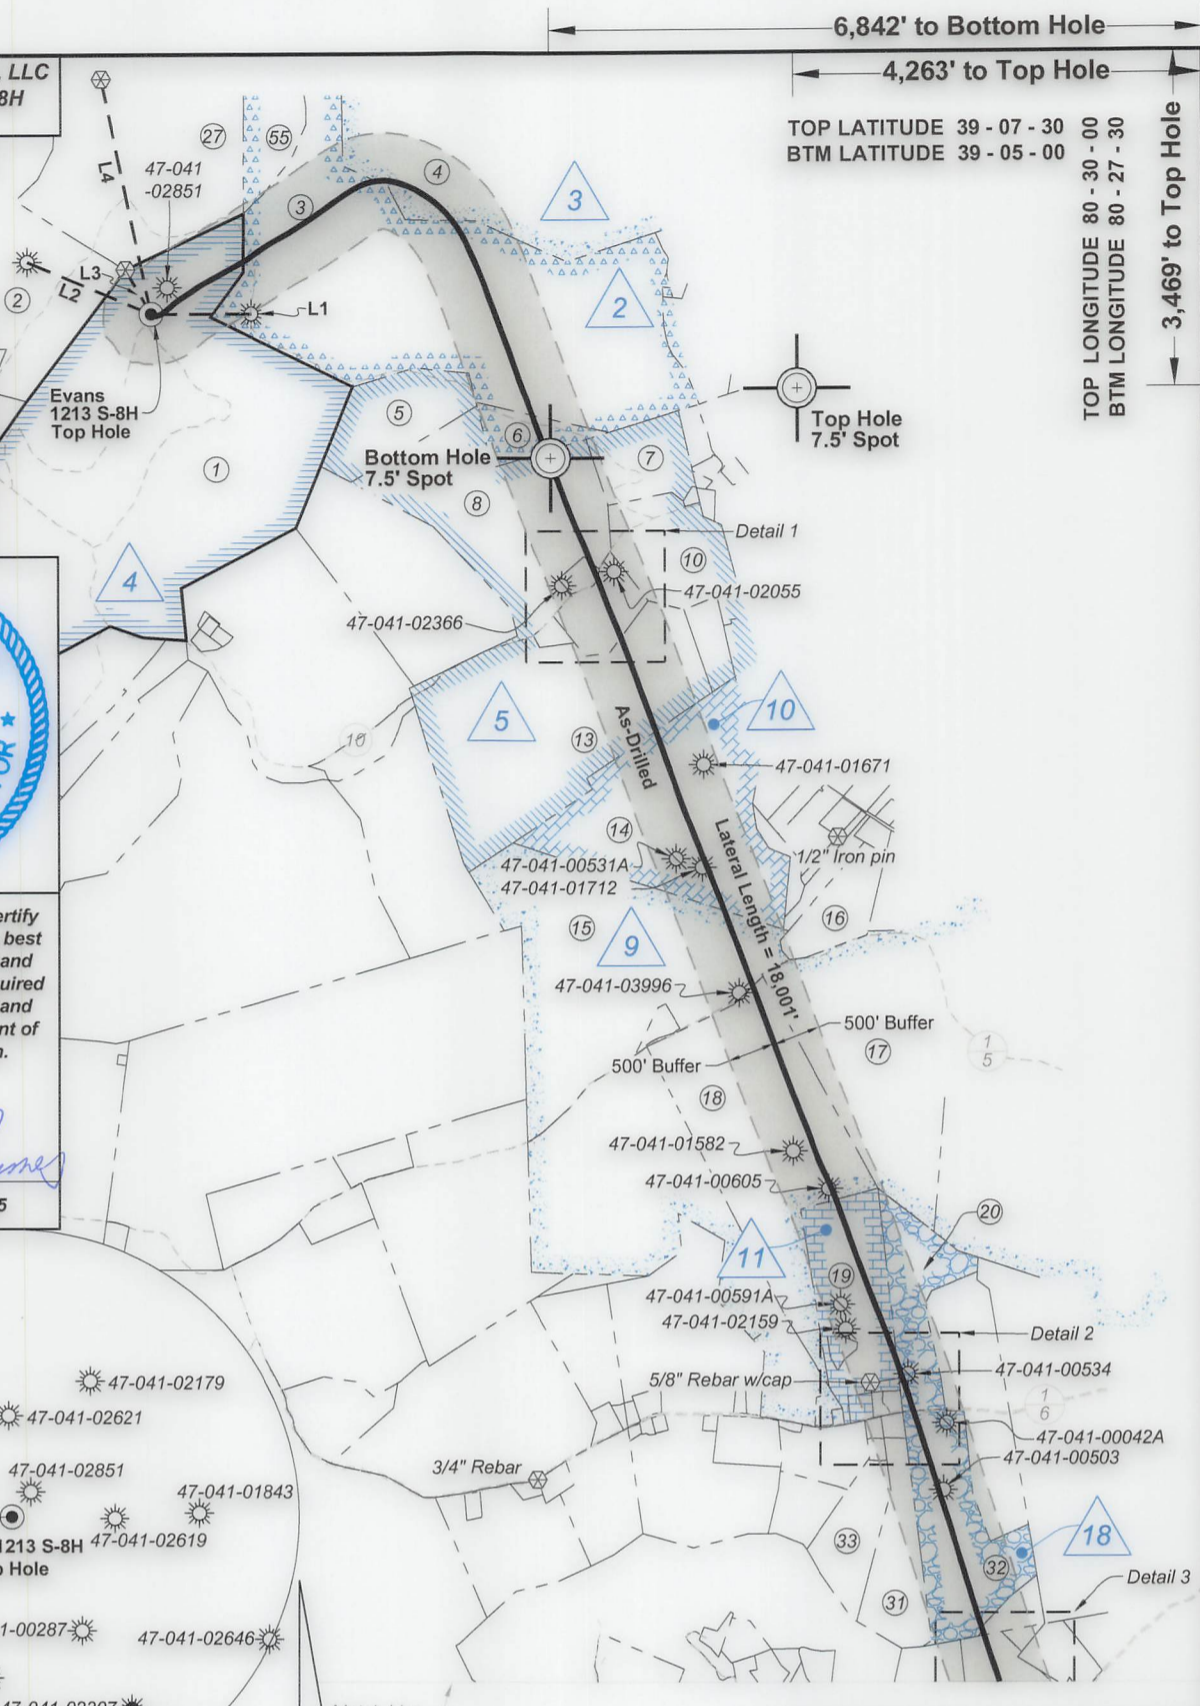 6,842' to Bottom Hole
LLC
8H
4,263' to Top Hole
TOP LATITUDE 39 - 07 - 30
BTM LATITUDE 39 - 05 - 00
TOP LONGITUDE 80 - 30 - 00
BTM LONGITUDE 80 - 27 - 30
3,469' to Top Hole
27
55
47-041
-02851
L4
4
3
3
L3
L2
2
L1
2
Evans
1213 S-8H
Top Hole
5
Top Hole
7.5' Spot
6
Bottom Hole
7.5' Spot
7
1
8
Detail 1
4
10
47-041-02055
47-041-02366
5
10
As-Drilled
13
10
47-041-01671
OR ★
14
1/2" Iron pin
47-041-00531A
47-041-01712
Lateral Length = 18,001'
16
15
9
ertify
best
and
uired
and
nt of
n.
47-041-03996
500' Buffer
17
1
5
500' Buffer
18
47-041-01582
47-041-00605
5
20
11
19
47-041-00591A
47-041-02159
Detail 2
47-041-02179
5/8" Rebar w/cap
47-041-00534
1
6
47-041-02621
47-041-00042A
47-041-00503
3/4" Rebar
47-041-02851
47-041-01843
1213 S-8H
47-041-02619
p Hole
18
33
32
Detail 3
31
1-00287
47-041-02646